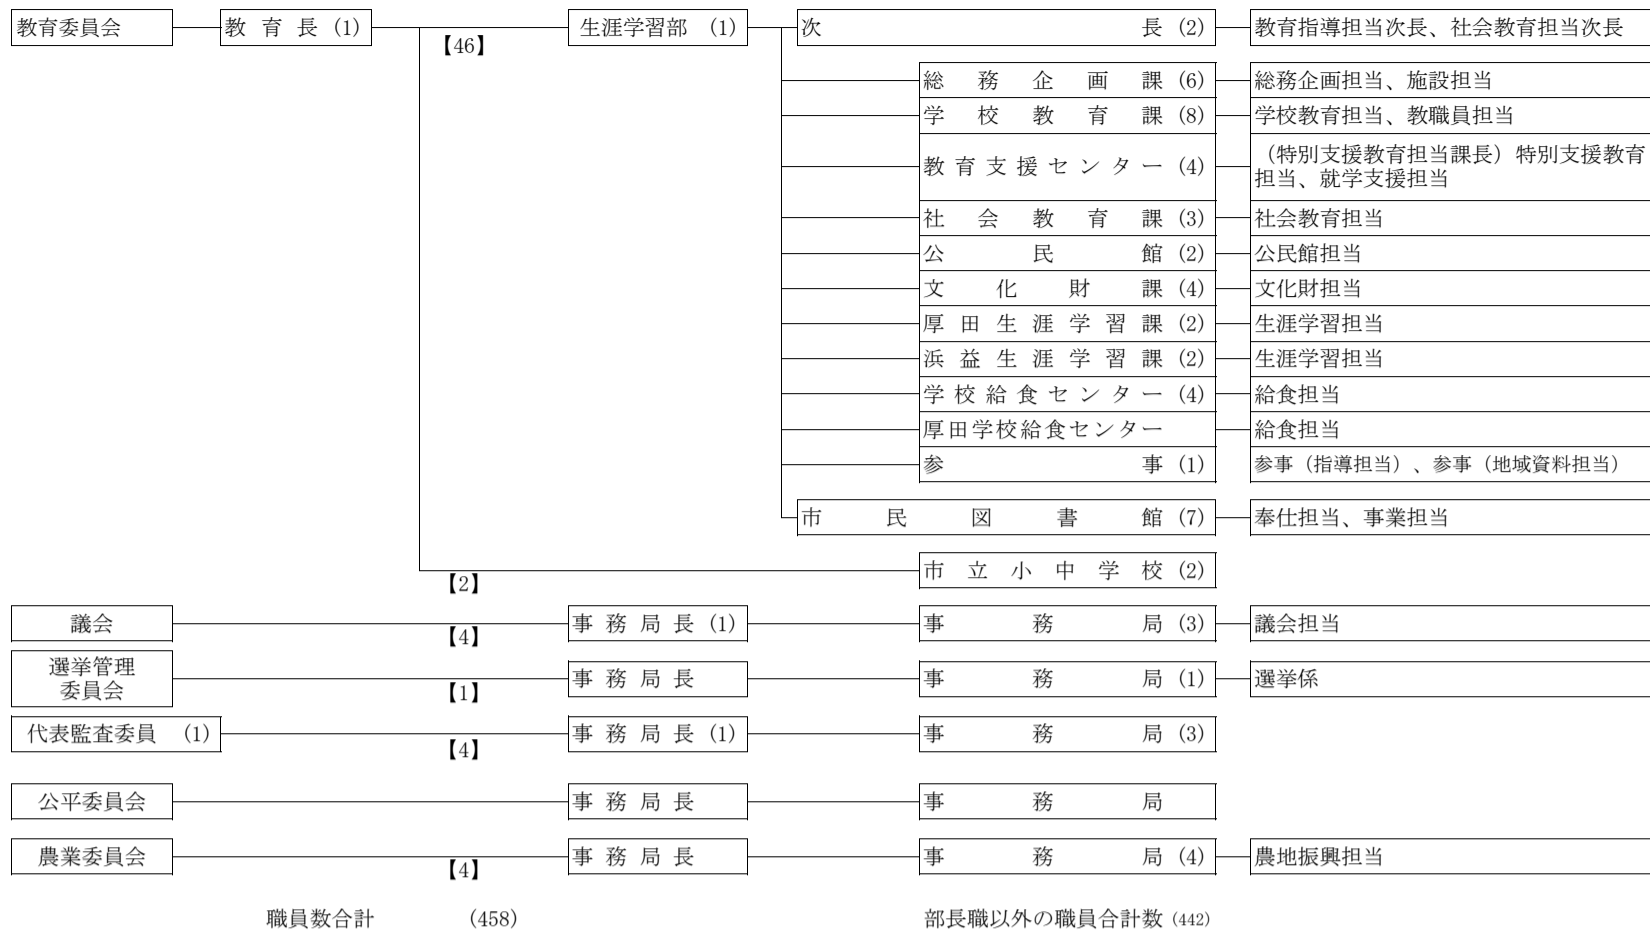 教育委員会 教育長(1) 【46】 生涯学習部 (1) 次長(2) 教育指導担当次長、社会教育担当次長
総務企画課(6) 総務企画担当、施設担当
学校教育課(8) 学校教育担当、教職員担当
教育支援センター(4) (特別支援教育担当課長)特別支援教育
担当、就学支援担当
社会教育課(3) 社会教育担当
公民館(2) 公民館担当
文化財課(4) 文化財担当
厚田生涯学習課(2) 生涯学習担当
浜益生涯学習課(2) 生涯学習担当
学校給食センター(4) 給食担当
厚田学校給食センター 給食担当
参事(1) 参事(指導担当)、参事(地域資料担当)
市民図書館(7) 奉仕担当、事業担当
【2】 市立小中学校(2)
議会 【4】 事務局長(1) 事務局(3) 議会担当
選挙管理
委員会 【1】 事務局長 事務局(1) 選挙係
代表監査委員 (1) 【4】 事務局長(1) 事務局(3)
公平委員会 事務局長 事務局
農業委員会 【4】 事務局長 事務局(4) 農地振興担当
職員数合計 (458) 部長職以外の職員合計数(442)